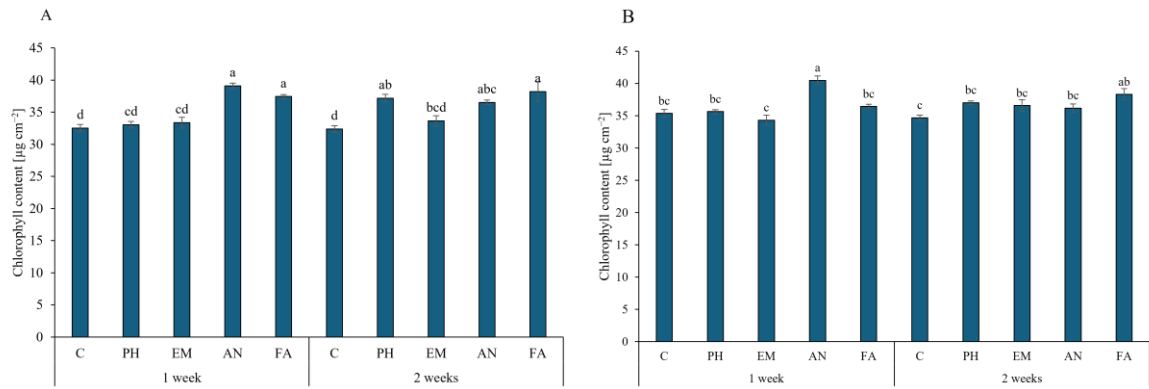 A
Chlorophyll content [µg cm⁻²]
45
40
35
30
25
20
15
10
5
0
d
cd
cd
a
a
d
ab
bcd
abc
a
C PH EM AN FA C PH EM AN FA
1 week 2 weeks
B
Chlorophyll content [µg cm⁻²]
45
40
35
30
25
20
15
10
5
0
bc
bc
c
a
bc
c
bc
bc
bc
ab
C PH EM AN FA C PH EM AN FA
1 week 2 weeks